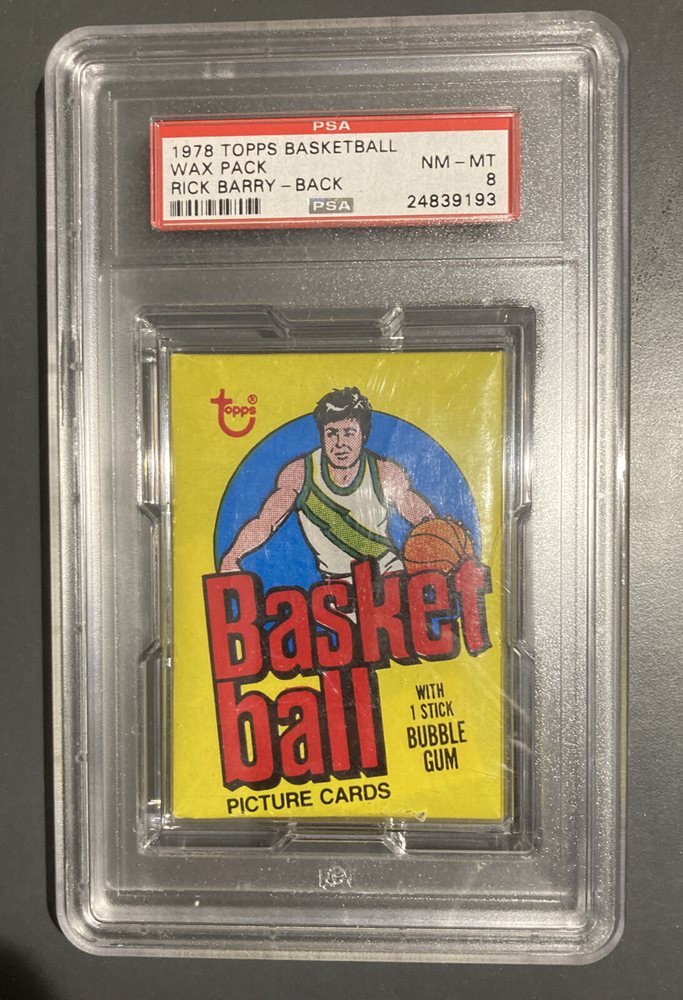 PSA
1978 TOPPS BASKETBALL
WAX PACK
RICK BARRY – BACK
NM – MT
8
PSA
24839193
topps®
Basket
ball
WITH
1 STICK
BUBBLE
GUM
PICTURE CARDS
PSA